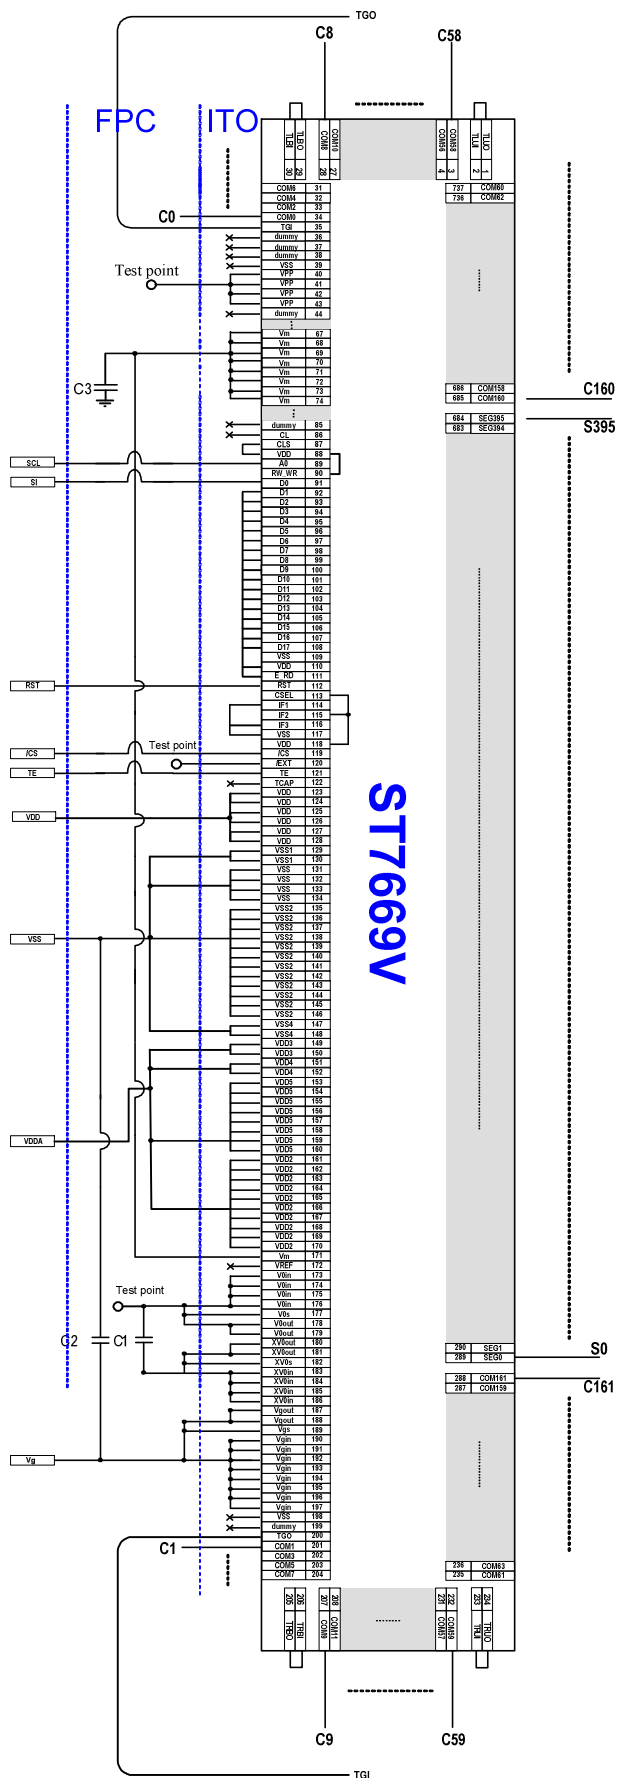 TGO
C8
C58
FPC
ITO
TLBI 30
TLBO 29
COM8 28
COM10 27
COM56 4
COM58 3
TLUI 2
TLUO 1
COM6 31
COM4 32
COM2 33
C0
COM0 34
TGI 35
dummy 36
dummy 37
dummy 38
VSS 39
Test point
VPP 40
VPP 41
VPP 42
VPP 43
dummy 44
Vm 67
Vm 68
Vm 69
Vm 70
Vm 71
Vm 72
Vm 73
Vm 74
C3
dummy 85
CL 86
CLS 87
VDD 88
SCL
A0 89
RW_WR 90
SI
D0 91
D1 92
D2 93
D3 94
D4 95
D5 96
D6 97
D7 98
D8 99
D9 100
D10 101
D11 102
D12 103
D13 104
D14 105
D15 106
D16 107
D17 108
VSS 109
VDD 110
E_RD 111
RST
RST 112
CSEL 113
IF1 114
IF2 115
IF3 116
VSS 117
VDD 118
/CS
/CS 119
Test point
/EXT 120
TE
TE 121
TCAP 122
VDD 123
VDD 124
VDD 125
VDD
VDD 126
VDD 127
VDD 128
VSS1 129
VSS1 130
VSS 131
VSS 132
VSS 133
VSS 134
VSS2 135
VSS2 136
VSS2 137
VSS
VSS2 138
VSS2 139
VSS2 140
VSS2 141
VSS2 142
VSS2 143
VSS2 144
VSS2 145
VSS2 146
VSS4 147
VSS4 148
VDD3 149
VDD3 150
VDD4 151
VDD4 152
VDD5 153
VDD5 154
VDD5 155
VDD5 156
VDD5 157
VDD5 158
VDDA
VDD5 159
VDD5 160
VDD2 161
VDD2 162
VDD2 163
VDD2 164
VDD2 165
VDD2 166
VDD2 167
VDD2 168
VDD2 169
VDD2 170
Vm 171
VREF 172
V0in 173
V0in 174
V0in 175
Test point
V0in 176
V0s 177
V0out 178
V0out 179
C2
C1
XV0out 180
XV0out 181
XV0s 182
XV0in 183
XV0in 184
XV0in 185
XV0in 186
Vgout 187
Vgout 188
Vgs 189
Vgin 190
Vgin 191
Vg
Vgin 192
Vgin 193
Vgin 194
Vgin 195
Vgin 196
Vgin 197
VSS 198
dummy 199
TGO 200
C1
COM1 201
COM3 202
COM5 203
COM7 204
ST7669V
737 COM60
736 COM62
686 COM158
685 COM160
C160
684 SEG395
S395
683 SEG394
290 SEG1
289 SEG0
S0
288 COM161
C161
287 COM159
236 COM63
235 COM61
205 TRBO
206 TRBI
207 COM9
208 COM11
231 COM57
232 COM59
233 TRUI
234 TRUO
C9
C59
TGI